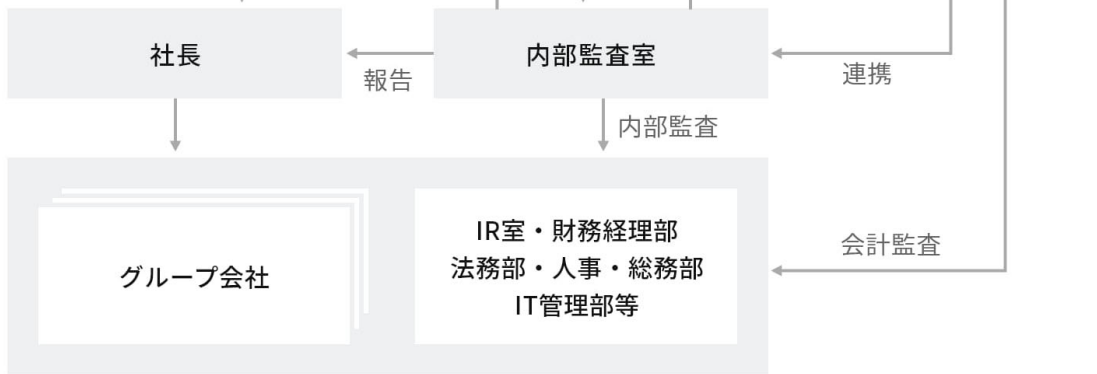 社長
報告
内部監査室
連携
内部監査
グループ会社
IR室・財務経理部
法務部・人事・総務部
IT管理部等
会計監査